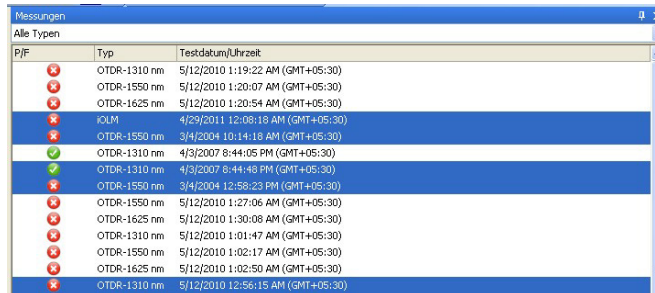 Messungen
Alle Typen
P/F Typ Testdatum/Uhrzeit
OTDR-1310 nm 5/12/2010 1:19:22 AM (GMT+05:30)
OTDR-1550 nm 5/12/2010 1:20:07 AM (GMT+05:30)
OTDR-1625 nm 5/12/2010 1:20:54 AM (GMT+05:30)
iOLM 4/29/2011 12:08:18 AM (GMT+05:30)
OTDR-1550 nm 3/4/2004 10:14:18 AM (GMT+05:30)
OTDR-1310 nm 4/3/2007 8:44:05 PM (GMT+05:30)
OTDR-1310 nm 4/3/2007 8:44:48 PM (GMT+05:30)
OTDR-1550 nm 3/4/2004 12:58:23 PM (GMT+05:30)
OTDR-1550 nm 5/12/2010 1:27:06 AM (GMT+05:30)
OTDR-1625 nm 5/12/2010 1:30:08 AM (GMT+05:30)
OTDR-1310 nm 5/12/2010 1:01:47 AM (GMT+05:30)
OTDR-1550 nm 5/12/2010 1:02:17 AM (GMT+05:30)
OTDR-1625 nm 5/12/2010 1:02:50 AM (GMT+05:30)
OTDR-1310 nm 5/12/2010 12:56:15 AM (GMT+05:30)